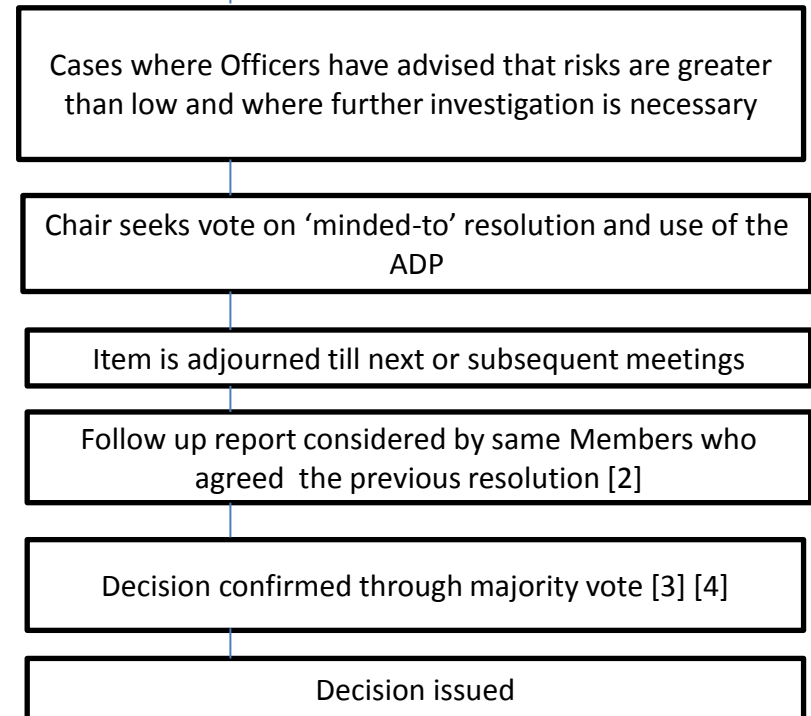 Cases where Officers have advised that risks are greater
than low and where further investigation is necessary
Chair seeks vote on ‘minded-to’ resolution and use of the
ADP
Item is adjourned till next or subsequent meetings
Follow up report considered by same Members who
agreed  the previous resolution [2]
Decision confirmed through majority vote [3] [4]
Decision issued